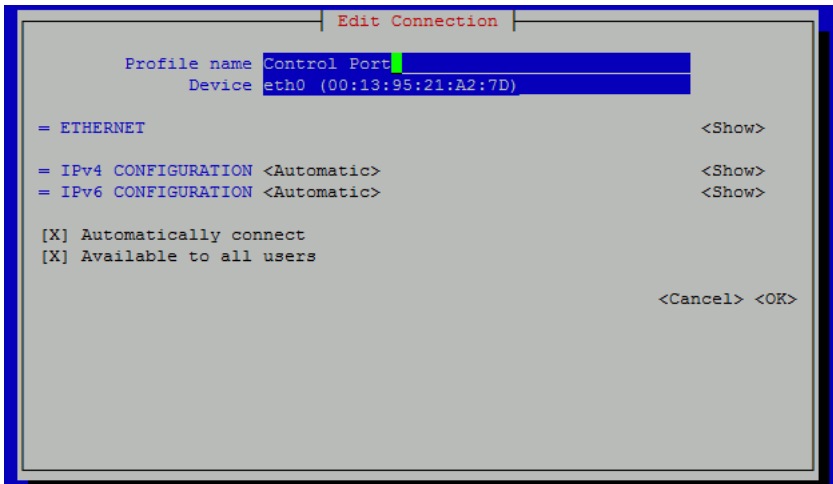 Edit Connection
Profile name Control Port
Device eth0 (00:13:95:21:A2:7D)
= ETHERNET <Show>
= IPv4 CONFIGURATION <Automatic> <Show>
= IPv6 CONFIGURATION <Automatic> <Show>
[X] Automatically connect
[X] Available to all users
<Cancel> <OK>